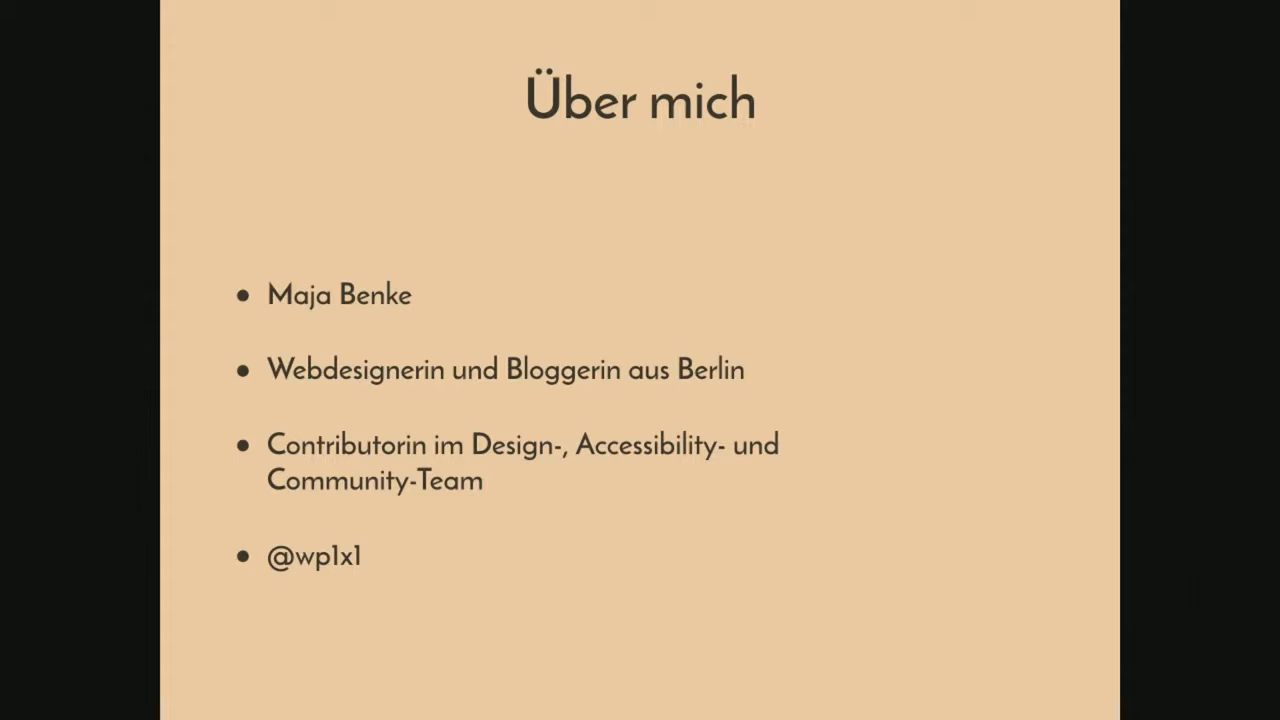 Über mich
• Maja Benke
• Webdesignerin und Bloggerin aus Berlin
• Contributorin im Design-, Accessibility- und
Community-Team
• @wp1x1